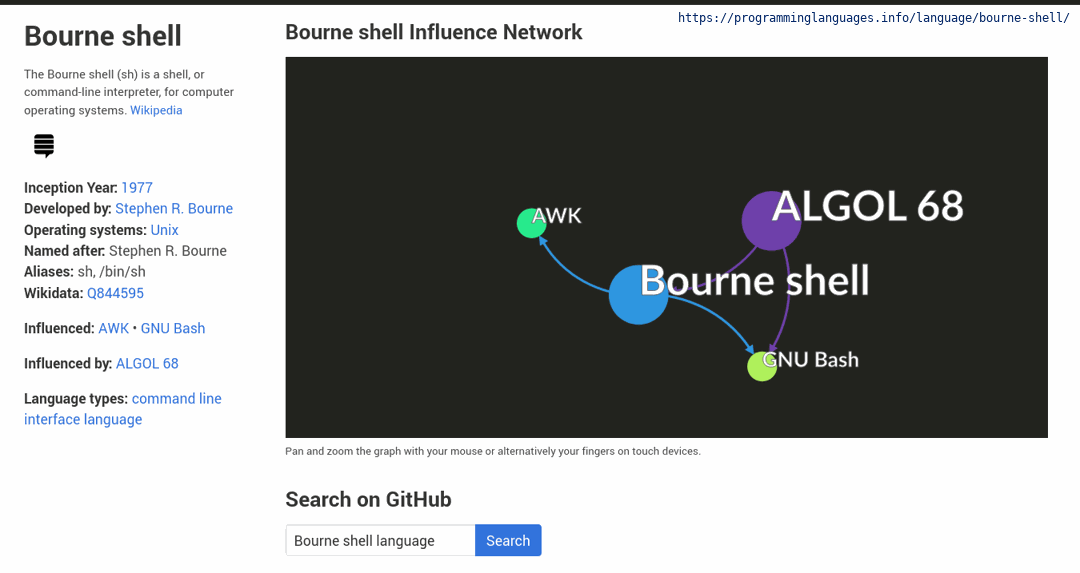 https://programminglanguages.info/language/bourne-shell/
Bourne shell
The Bourne shell (sh) is a shell, or
command-line interpreter, for computer
operating systems. Wikipedia
Inception Year: 1977
Developed by: Stephen R. Bourne
Operating systems: Unix
Named after: Stephen R. Bourne
Aliases: sh, /bin/sh
Wikidata: Q844595
Influenced: AWK • GNU Bash
Influenced by: ALGOL 68
Language types: command line
interface language
Bourne shell Influence Network
AWK
ALGOL 68
Bourne shell
GNU Bash
Pan and zoom the graph with your mouse or alternatively your fingers on touch devices.
Search on GitHub
Bourne shell language
Search